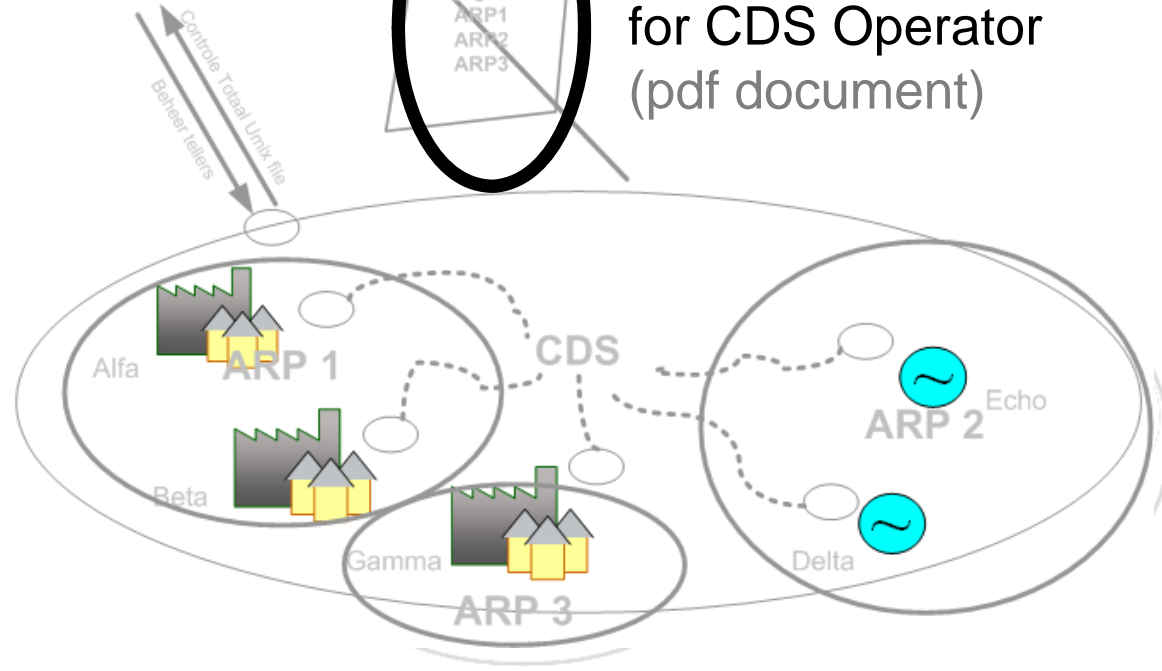 ARP1
ARP2
ARP3
for CDS Operator
(pdf document)
Controle Totaal Umix file
Beheer tellers
CDS
Alfa
ARP 1
Echo
ARP 2
Beta
Gamma
Delta
ARP 3